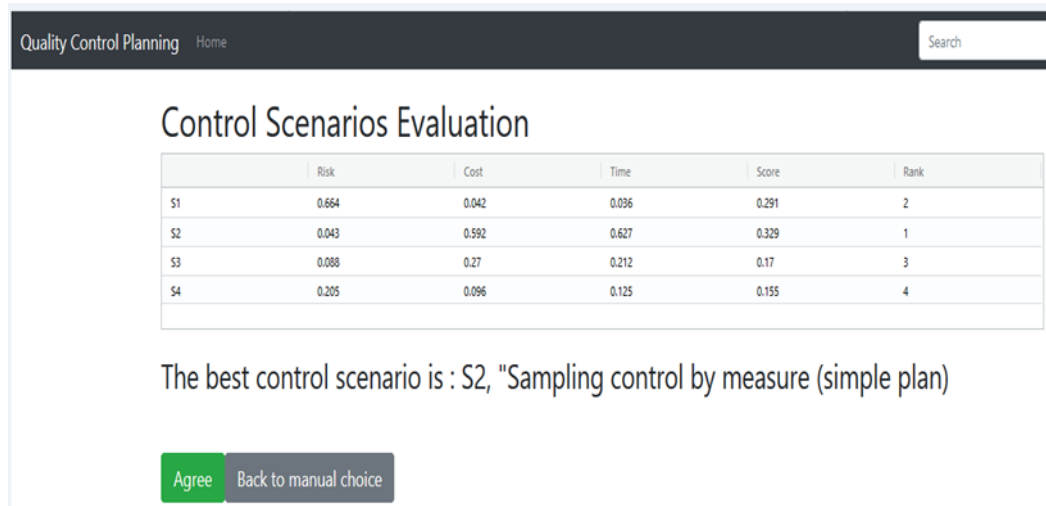 Quality Control Planning Home Search
Control Scenarios Evaluation
Risk Cost Time Score Rank
S1 0.664 0.042 0.036 0.291 2
S2 0.043 0.592 0.627 0.329 1
S3 0.088 0.27 0.212 0.17 3
S4 0.205 0.096 0.125 0.155 4
The best control scenario is : S2, "Sampling control by measure (simple plan)
Agree Back to manual choice